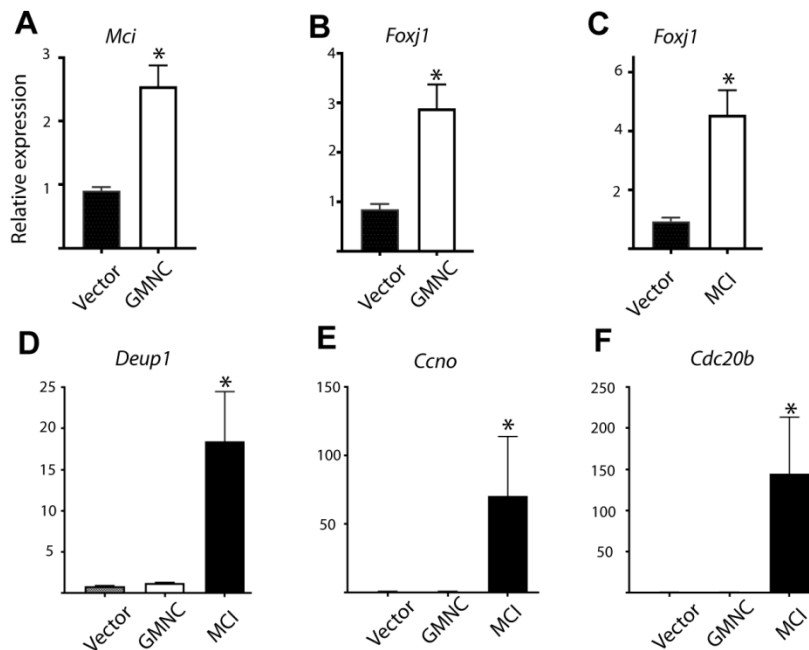 A
Mci
Relative expression
3
*
2
1
Vector
GMNC
B
Foxj1
4
*
3
2
1
Vector
GMNC
C
Foxj1
6
*
4
2
Vector
MCI
D
Deup1
25
*
20
15
10
5
Vector
GMNC
MCI
E
Ccno
150
*
100
50
Vector
GMNC
MCI
F
Cdc20b
250
*
200
150
100
50
Vector
GMNC
MCI